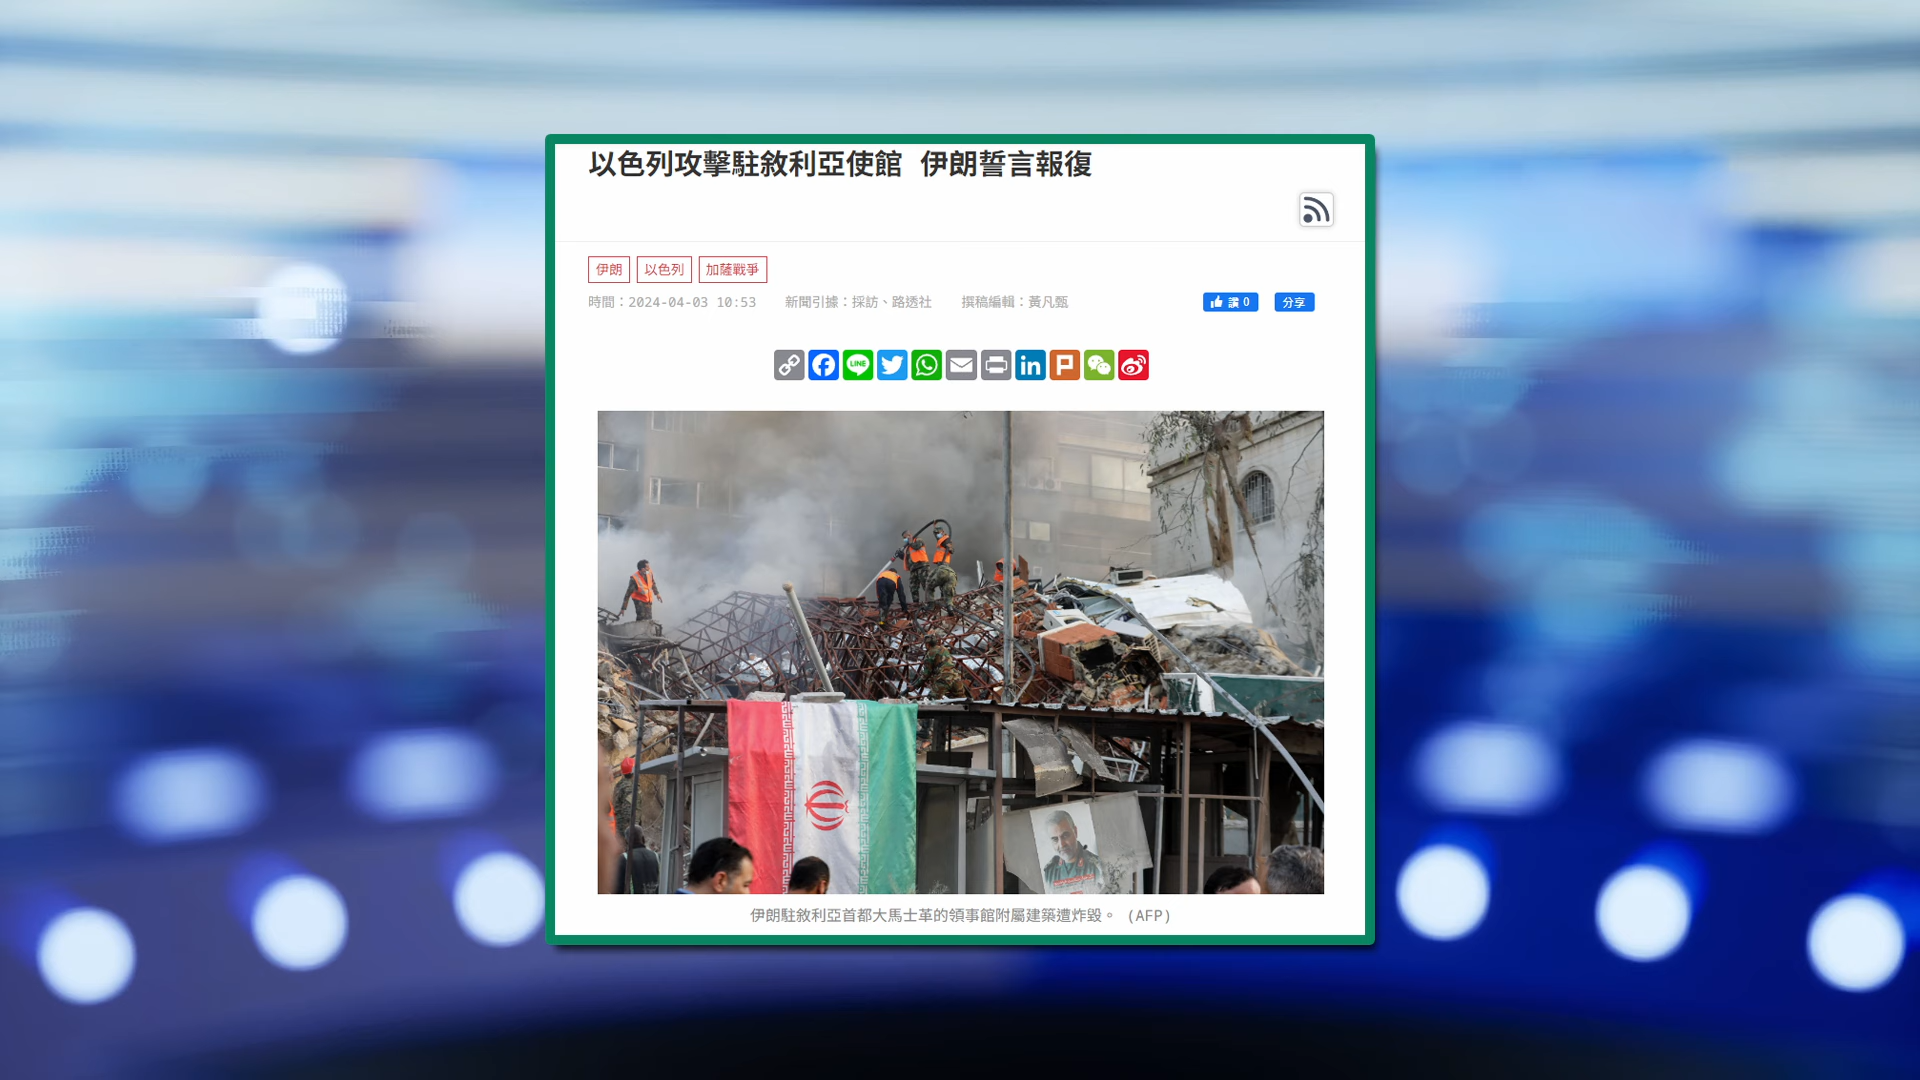 以色列攻擊駐敘利亞使館 伊朗誓言報復
伊朗 以色列 加薩戰爭
時間：2024-04-03 10:53 新聞引據：採訪、路透社 撰稿編輯：黃凡甄
讚 0 分享
LINE
伊朗駐敘利亞首都大馬士革的領事館附屬建築遭炸毀。 (AFP)